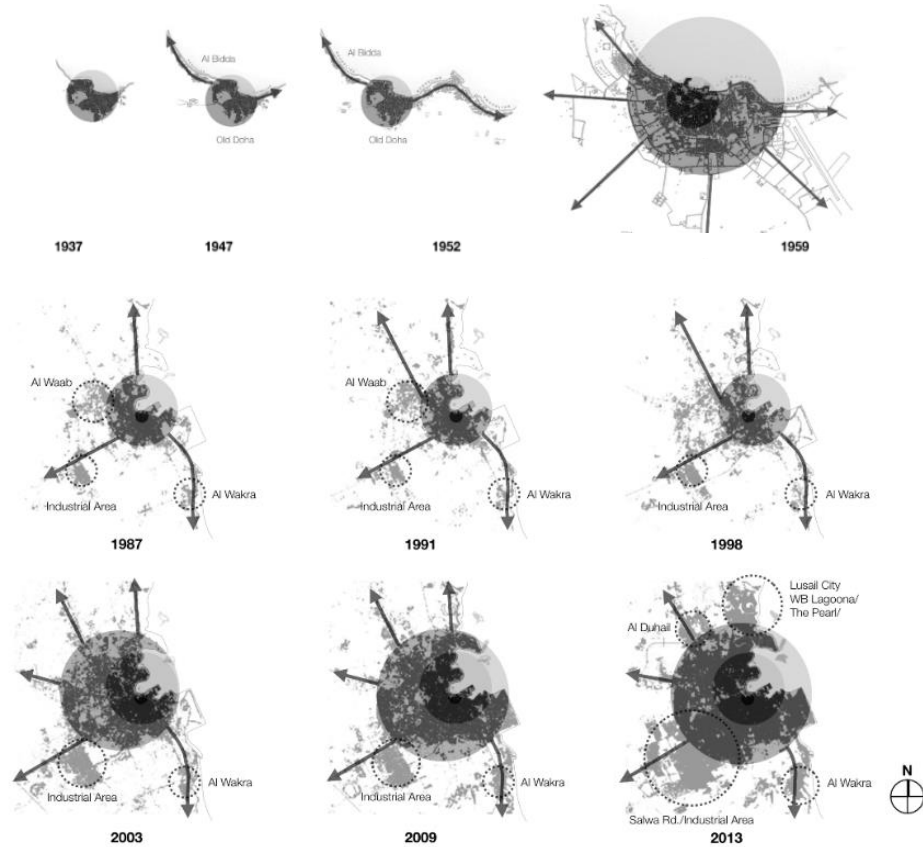 Al Bidda
Old Doha
Al Bidda
Old Doha
1937
1947
1952
1959
Al Waab
Industrial Area
Al Wakra
1987
Al Waab
Industrial Area
Al Wakra
1991
Industrial Area
Al Wakra
1998
Industrial Area
Al Wakra
2003
Industrial Area
Al Wakra
2009
Lusail City
WB Lagoona/
The Pearl/
Al Duhail
Al Wakra
Salwa Rd./Industrial Area
2013
N